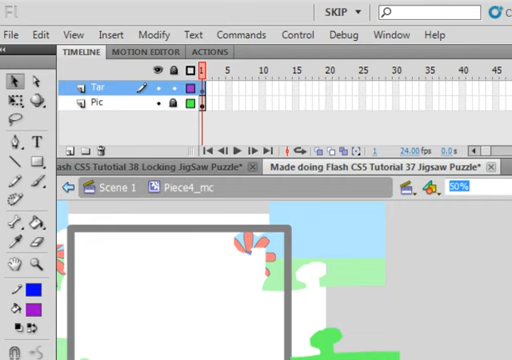 Fl
SKIP
File Edit View Insert Modify Text Commands Control Debug Window Help
TIMELINE MOTION EDITOR ACTIONS
1 5 10 15 20 25 30 35 40 45
Tar
Pic
1 24.00 fps 0.0 s
Flash CS5 Tutotial 38 Locking JigSaw Puzzle* Made doing Flash CS5 Tutorial 37 Jigsaw Puzzle*
Scene 1 Piece4_mc 50%
T